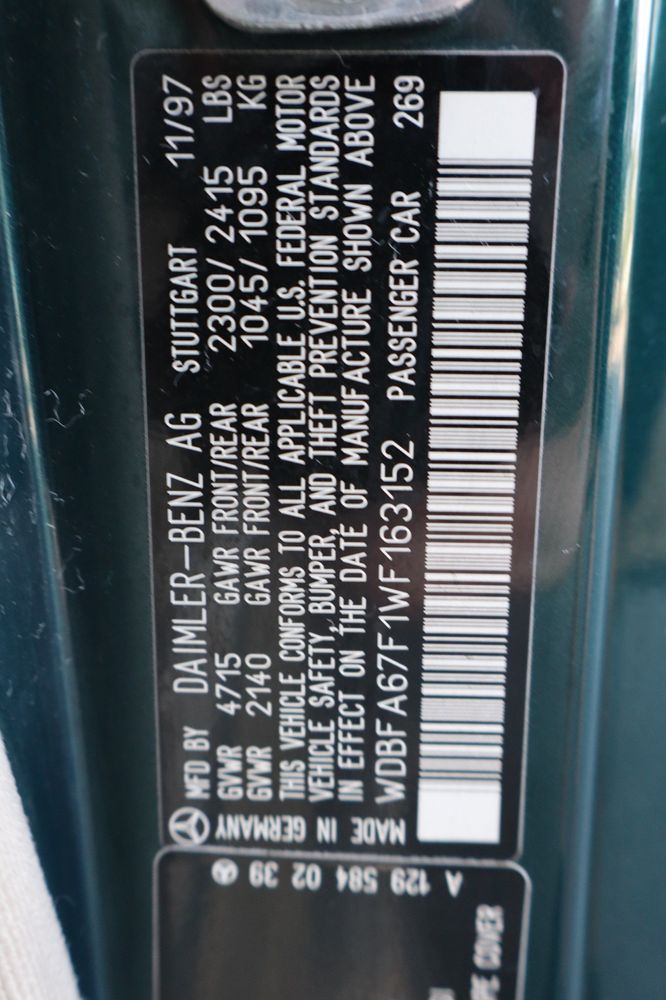 MFD BY DAIMLER-BENZ AG STUTTGART 11/97
GVWR 4715 GAWR FRONT/REAR 2300/ 2415 LBS
GVWR 2140 GAWR FRONT/REAR 1045/ 1095 KG
THIS VEHICLE CONFORMS TO ALL APPLICABLE U.S. FEDERAL MOTOR
VEHICLE SAFETY, BUMPER, AND THEFT PREVENTION STANDARDS
IN EFFECT ON THE DATE OF MANUFACTURE SHOWN ABOVE
WDBFA67F1WF163152 PASSENGER CAR 269
MADE IN GERMANY
A 129 584 02 39
COVER